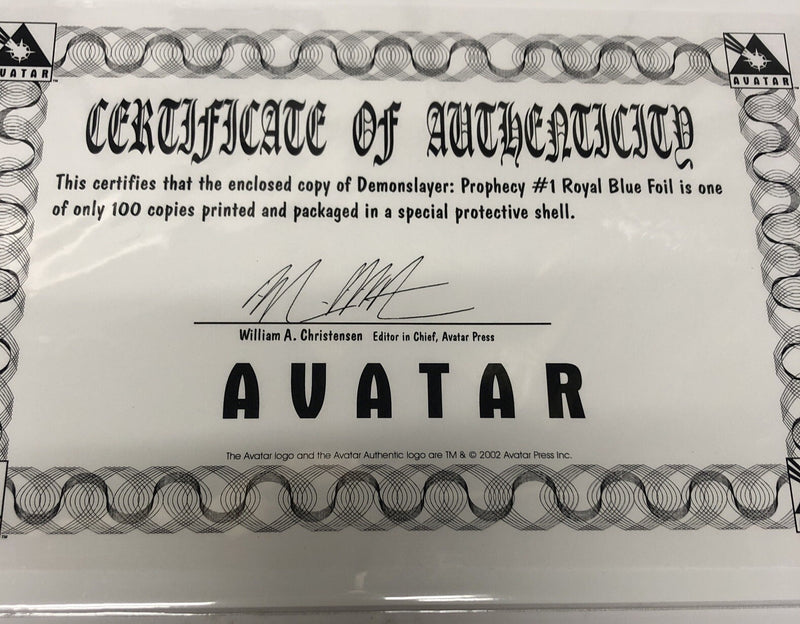 AVATAR
AVATAR
CERTIFICATE OF AUTHENTICITY
This certifies that the enclosed copy of Demonslayer: Prophecy #1 Royal Blue Foil is one
of only 100 copies printed and packaged in a special protective shell.
William A. Christensen Editor in Chief, Avatar Press
AVATAR
The Avatar logo and the Avatar Authentic logo are TM & © 2002 Avatar Press Inc.